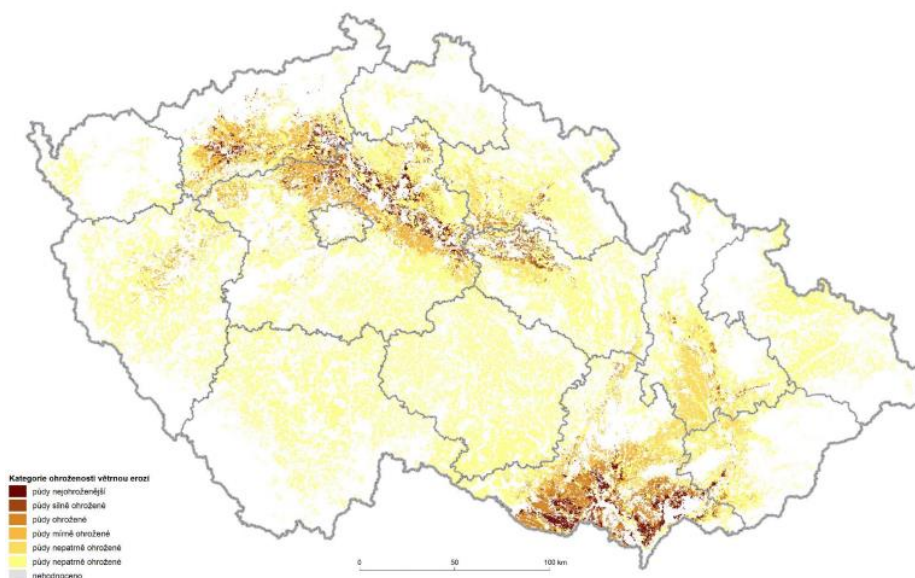 Kategorie ohroženosti větrnou erozí
půdy nejohroženější
půdy silně ohrožené
půdy ohrožené
půdy mírně ohrožené
půdy nepatrně ohrožené
půdy nepatrně ohrožené
nehodnoceno
0 50 100 km